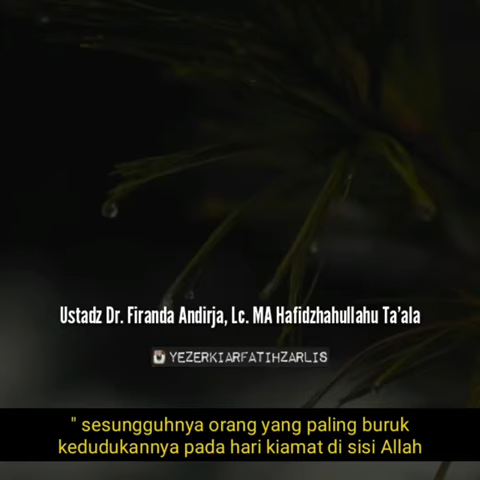 Ustadz Dr. Firanda Andirja, Lc. MA Hafidzhahullahu Ta'ala
YEZERKIARFATIHZARLIS
" sesungguhnya orang yang paling buruk
kedudukannya pada hari kiamat di sisi Allah